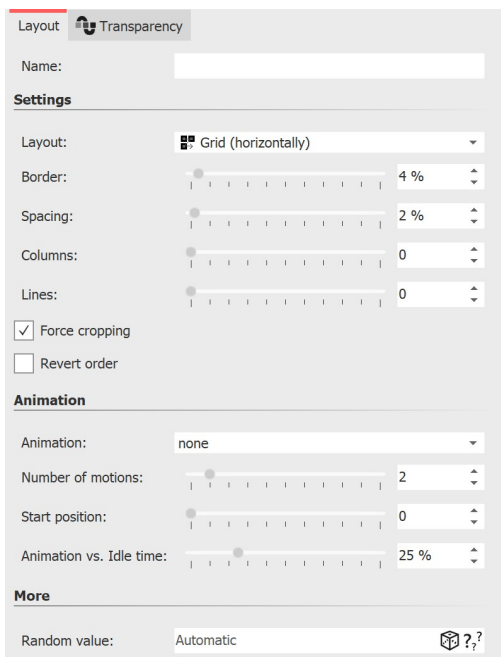 Layout Transparency
Name:
Settings
Layout: Grid (horizontally)
Border: 4 %
Spacing: 2 %
Columns: 0
Lines: 0
Force cropping
Revert order
Animation
Animation: none
Number of motions: 2
Start position: 0
Animation vs. Idle time: 25 %
More
Random value: Automatic ???